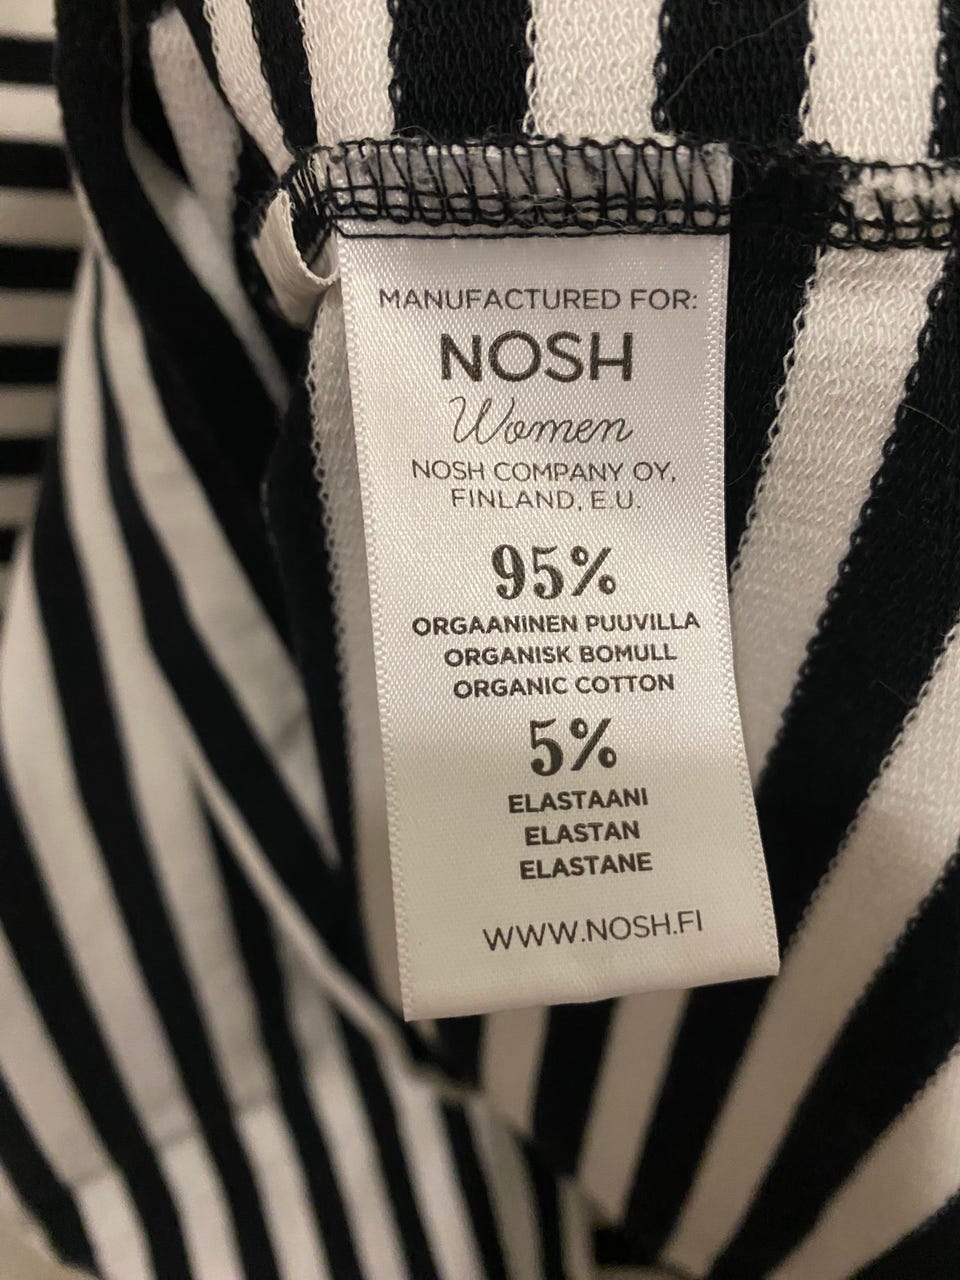 MANUFACTURED FOR:
NOSH
Women
NOSH COMPANY OY,
FINLAND, E.U.
95%
ORGAANINEN PUUVILLA
ORGANISK BOMULL
ORGANIC COTTON
5%
ELASTAANI
ELASTAN
ELASTANE
WWW.NOSH.FI